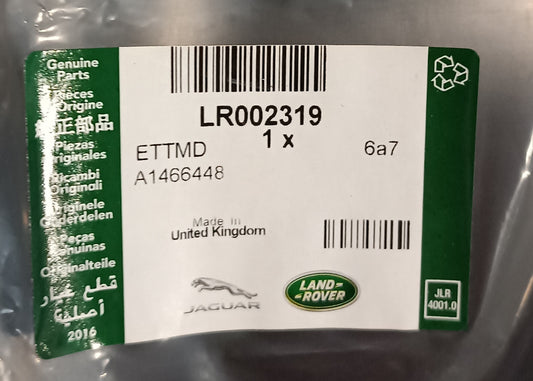 Genuine
Parts
Pièces
d'Origine
純正部品
Piezas
Originales
Ricambi
Originali
Originele
Onderdelen
Peças
Genuinas
Originalteile
قطع غيار
أصلية
2016
LR002319
1 x
ETTMD
6a7
A1466448
Made in
United Kingdom
JAGUAR
LAND-
ROVER
JLR
4001.0